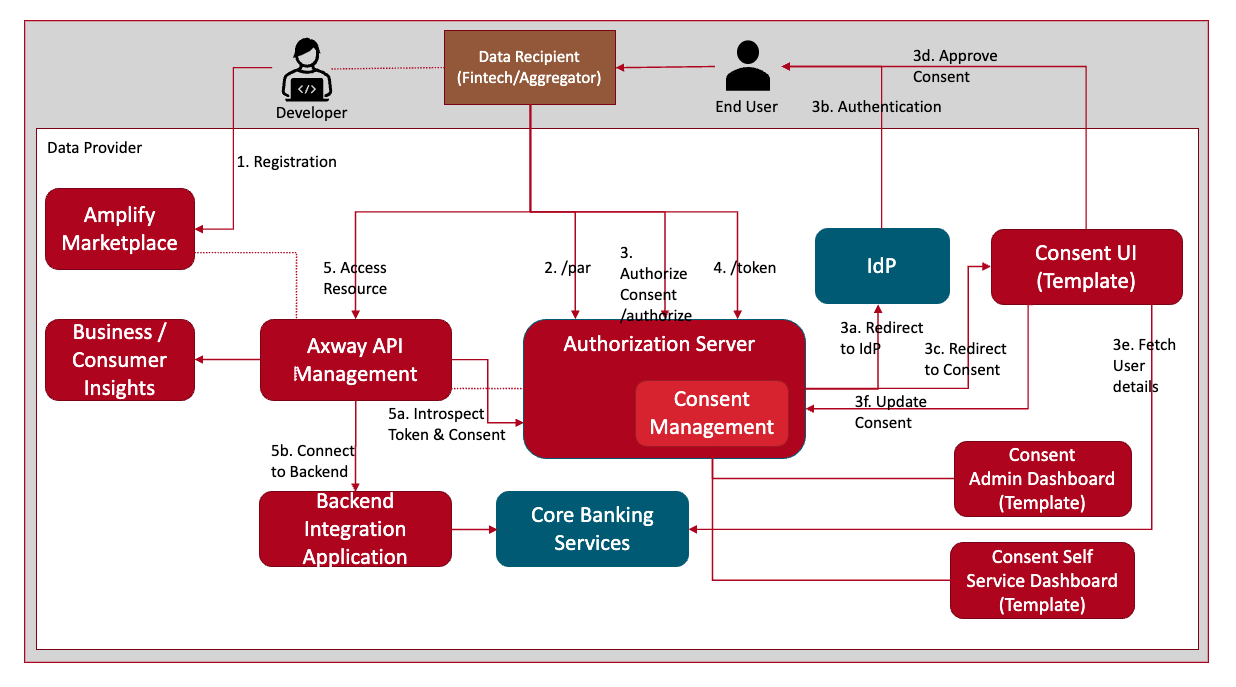 Data Recipient
(Fintech/Aggregator)
</>
Developer
End User
3d. Approve
Consent
3b. Authentication
Data Provider
1. Registration
Amplify
Marketplace
5. Access
Resource
2. /par
3.
Authorize
Consent
/authorize
4. /token
IdP
Consent UI
(Template)
Business /
Consumer
Insights
Axway API
Management
Authorization Server
Consent
Management
3a. Redirect
to IdP
3c. Redirect
to Consent
3e. Fetch
User
details
3f. Update
Consent
5a. Introspect
Token & Consent
5b. Connect
to Backend
Backend
Integration
Application
Core Banking
Services
Consent
Admin Dashboard
(Template)
Consent Self
Service Dashboard
(Template)